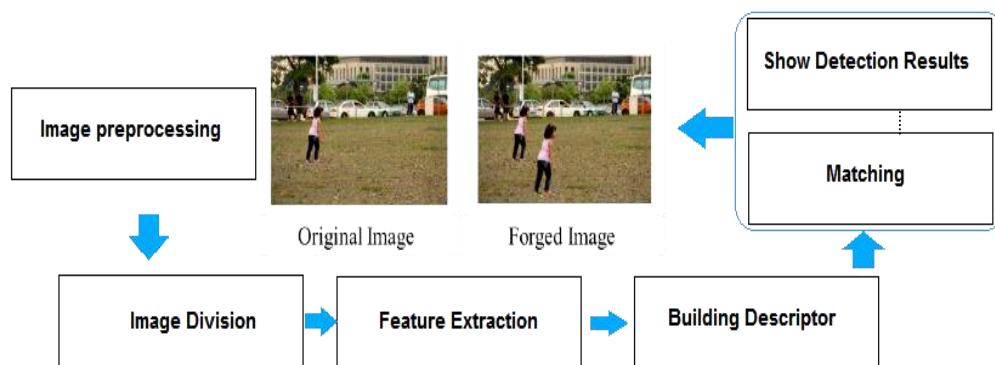 Image preprocessing
Original Image
Forged Image
Show Detection Results
Matching
Image Division
Feature Extraction
Building Descriptor